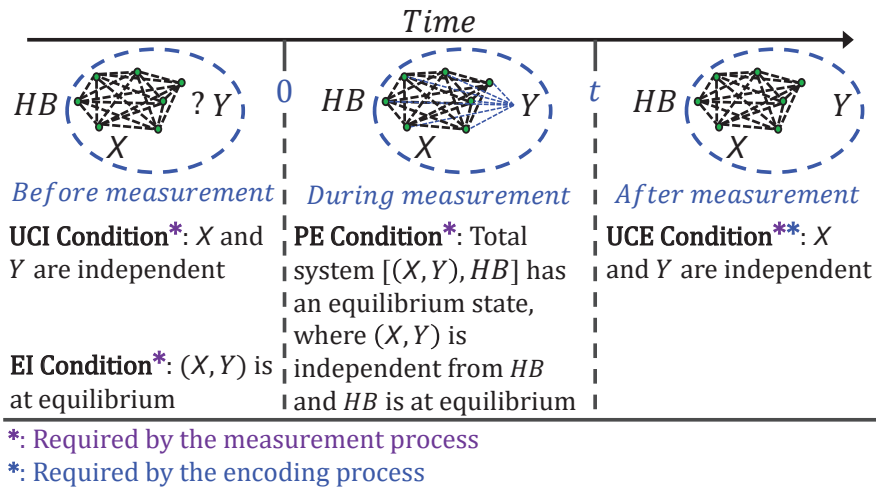 Time
HB X ? Y
0
HB X Y
t
HB X Y
Before measurement
During measurement
After measurement
UCI Condition*: X and
Y are independent
EI Condition*: (X, Y) is
at equilibrium
PE Condition*: Total
system [(X, Y), HB] has
an equilibrium state,
where (X, Y) is
independent from HB
and HB is at equilibrium
UCE Condition**: X
and Y are independent
*: Required by the measurement process
*: Required by the encoding process